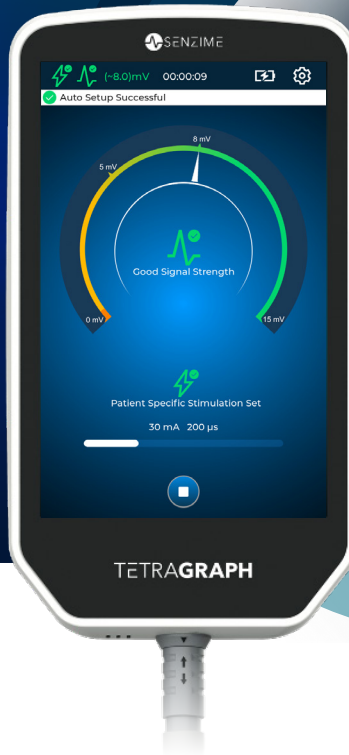 SENZIME
(~8.0)mV 00:00:09
Auto Setup Successful
8 mV
5 mV
Good Signal Strength
0 mV
15 mV
Patient Specific Stimulation Set
30 mA 200 µs
TETRAGRAPH